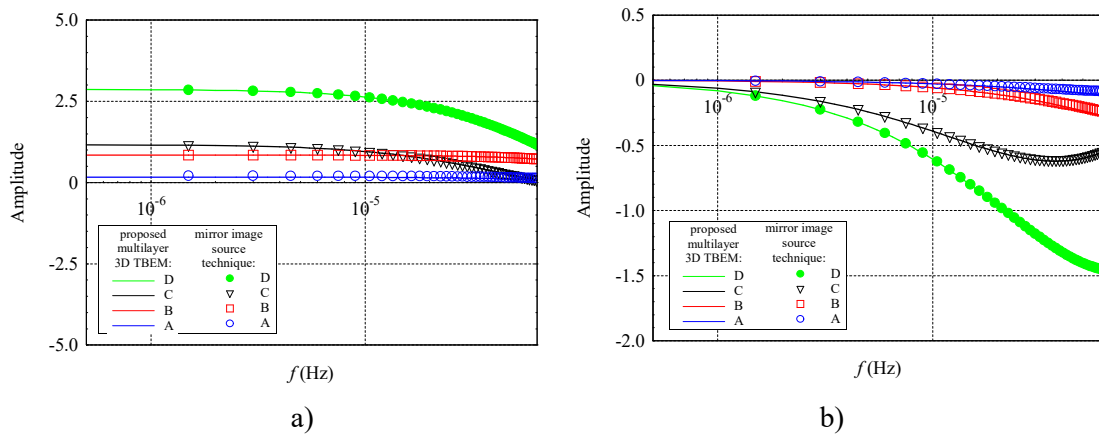 a)
Amplitude
5.0
2.5
0
-2.5
-5.0
10-6
10-5
proposed multilayer 3D TBEM:
mirror image source technique:
D D
C C
B B
A A
f (Hz)
a)
b)
Amplitude
0.5
0
-0.5
-1.0
-1.5
-2.0
10-6
10-5
proposed multilayer 3D TBEM:
mirror image source technique:
D D
C C
B B
A A
f (Hz)
b)